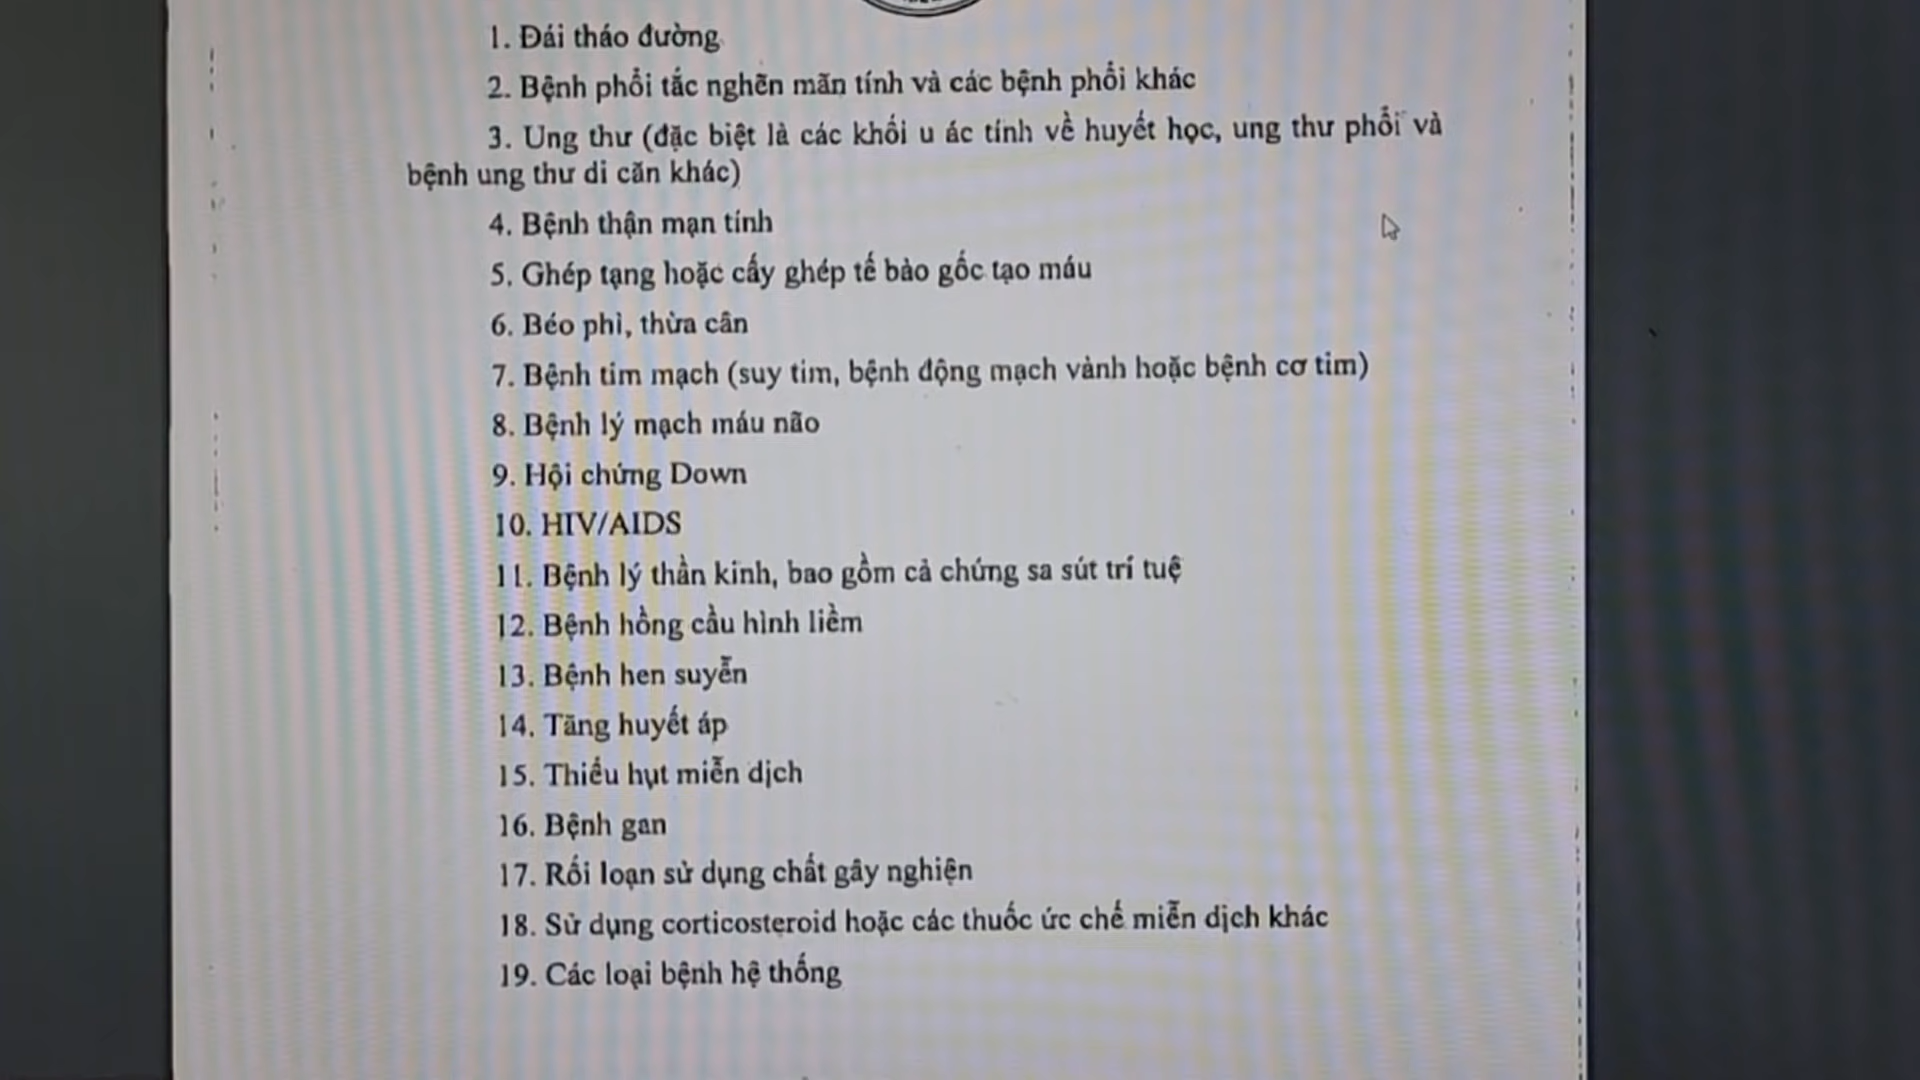 1. Đái tháo đường
2. Bệnh phổi tắc nghẽn mãn tính và các bệnh phổi khác
3. Ung thư (đặc biệt là các khối u ác tính về huyết học, ung thư phổi và
bệnh ung thư di căn khác)
4. Bệnh thận mạn tính
5. Ghép tạng hoặc cấy ghép tế bào gốc tạo máu
6. Béo phì, thừa cân
7. Bệnh tim mạch (suy tim, bệnh động mạch vành hoặc bệnh cơ tim)
8. Bệnh lý mạch máu não
9. Hội chứng Down
10. HIV/AIDS
11. Bệnh lý thần kinh, bao gồm cả chứng sa sút trí tuệ
12. Bệnh hồng cầu hình liềm
13. Bệnh hen suyễn
14. Tăng huyết áp
15. Thiếu hụt miễn dịch
16. Bệnh gan
17. Rối loạn sử dụng chất gây nghiện
18. Sử dụng corticosteroid hoặc các thuốc ức chế miễn dịch khác
19. Các loại bệnh hệ thống